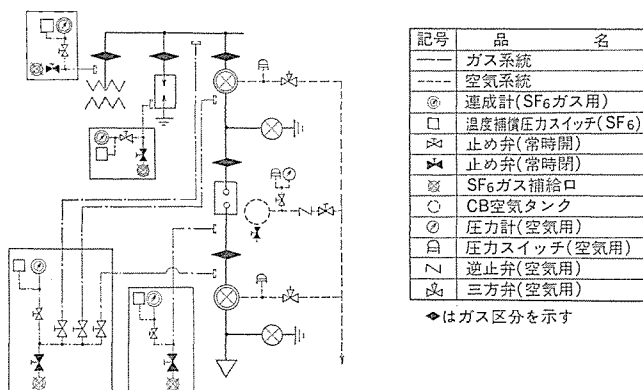 記号 品 名
ガス系統
空気系統
連成計(SF6ガス用)
温度補償圧力スイッチ(SF6)
止め弁(常時開)
止め弁(常時閉)
SF6ガス補給口
CB空気タンク
圧力計(空気用)
圧力スイッチ(空気用)
逆止弁(空気用)
三方弁(空気用)
はガス区分を示す